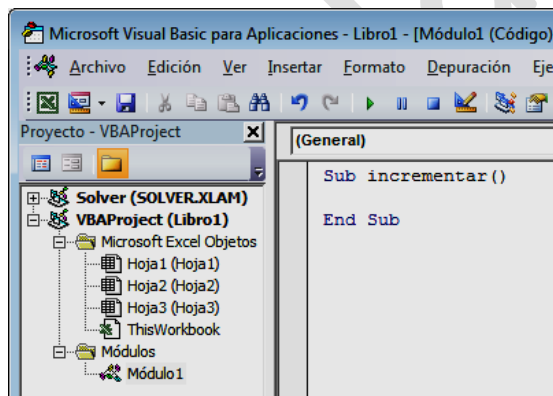 Microsoft Visual Basic para Aplicaciones - Libro1 - [Módulo1 (Código)
Archivo Edición Ver Insertar Formato Depuración Eje
Proyecto - VBAProject
(General)
Solver (SOLVER.XLAM)
VBAProject (Libro1)
Microsoft Excel Objetos
Hoja1 (Hoja1)
Hoja2 (Hoja2)
Hoja3 (Hoja3)
ThisWorkbook
Módulos
Módulo1
Sub incrementar()
End Sub